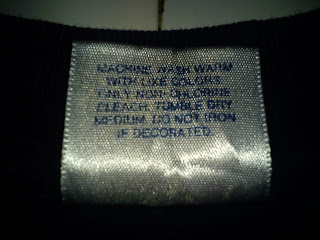 MACHINE WASH WARM
WITH LIKE COLORS.
ONLY NON-CHLORINE
BLEACH. TUMBLE DRY
MEDIUM. DO NOT IRON
IF DECORATED.